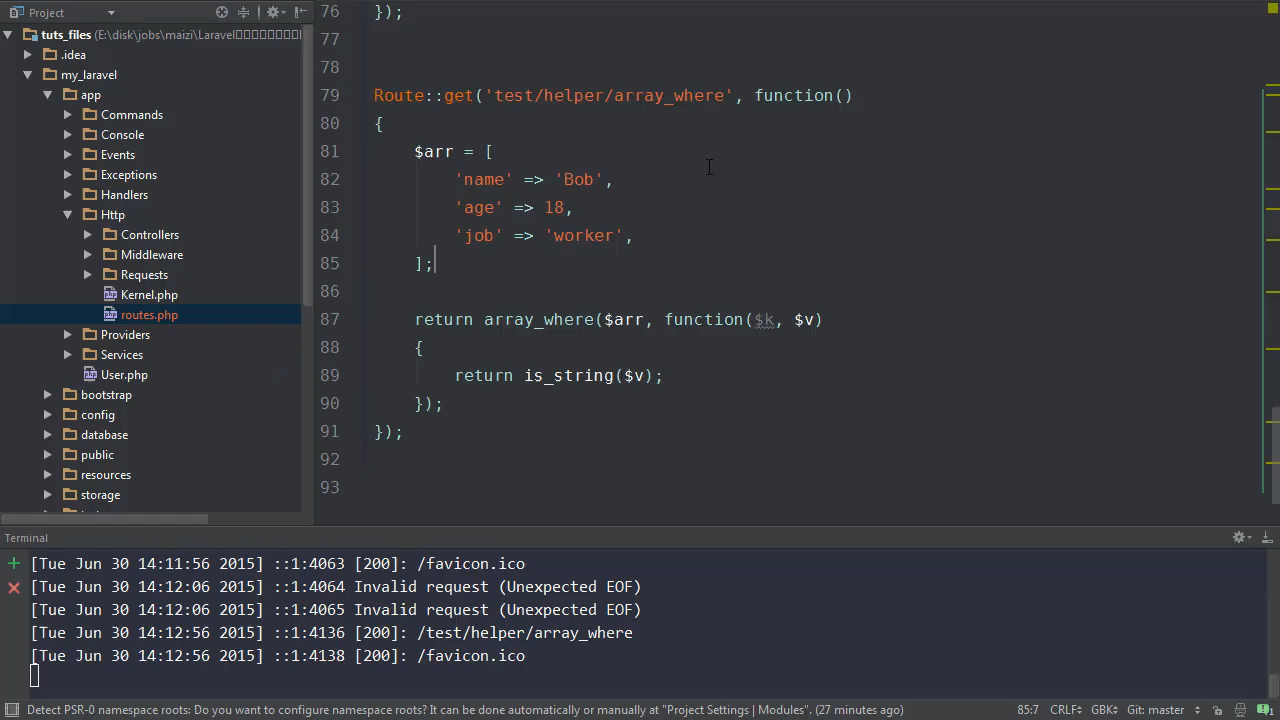 Project
tuts_files (E:\disk\jobs\maizi\Laravel
.idea
my_laravel
app
Commands
Console
Events
Exceptions
Handlers
Http
Controllers
Middleware
Requests
Kernel.php
routes.php
Providers
Services
User.php
bootstrap
config
database
public
resources
storage
76 });
77
78
79 Route::get('test/helper/array_where', function()
80 {
81 $arr = [
82 'name' => 'Bob',
83 'age' => 18,
84 'job' => 'worker',
85 ];
86
87 return array_where($arr, function($k, $v)
88 {
89 return is_string($v);
90 });
91 });
92
93
Terminal
[Tue Jun 30 14:11:56 2015] ::1:4063 [200]: /favicon.ico
[Tue Jun 30 14:12:06 2015] ::1:4064 Invalid request (Unexpected EOF)
[Tue Jun 30 14:12:06 2015] ::1:4065 Invalid request (Unexpected EOF)
[Tue Jun 30 14:12:56 2015] ::1:4136 [200]: /test/helper/array_where
[Tue Jun 30 14:12:56 2015] ::1:4138 [200]: /favicon.ico
Detect PSR-0 namespace roots: Do you want to configure namespace roots? It can be done automatically or manually at "Project Settings | Modules". (27 minutes ago) 85:7 CRLF÷ GBK÷ Git: master ÷